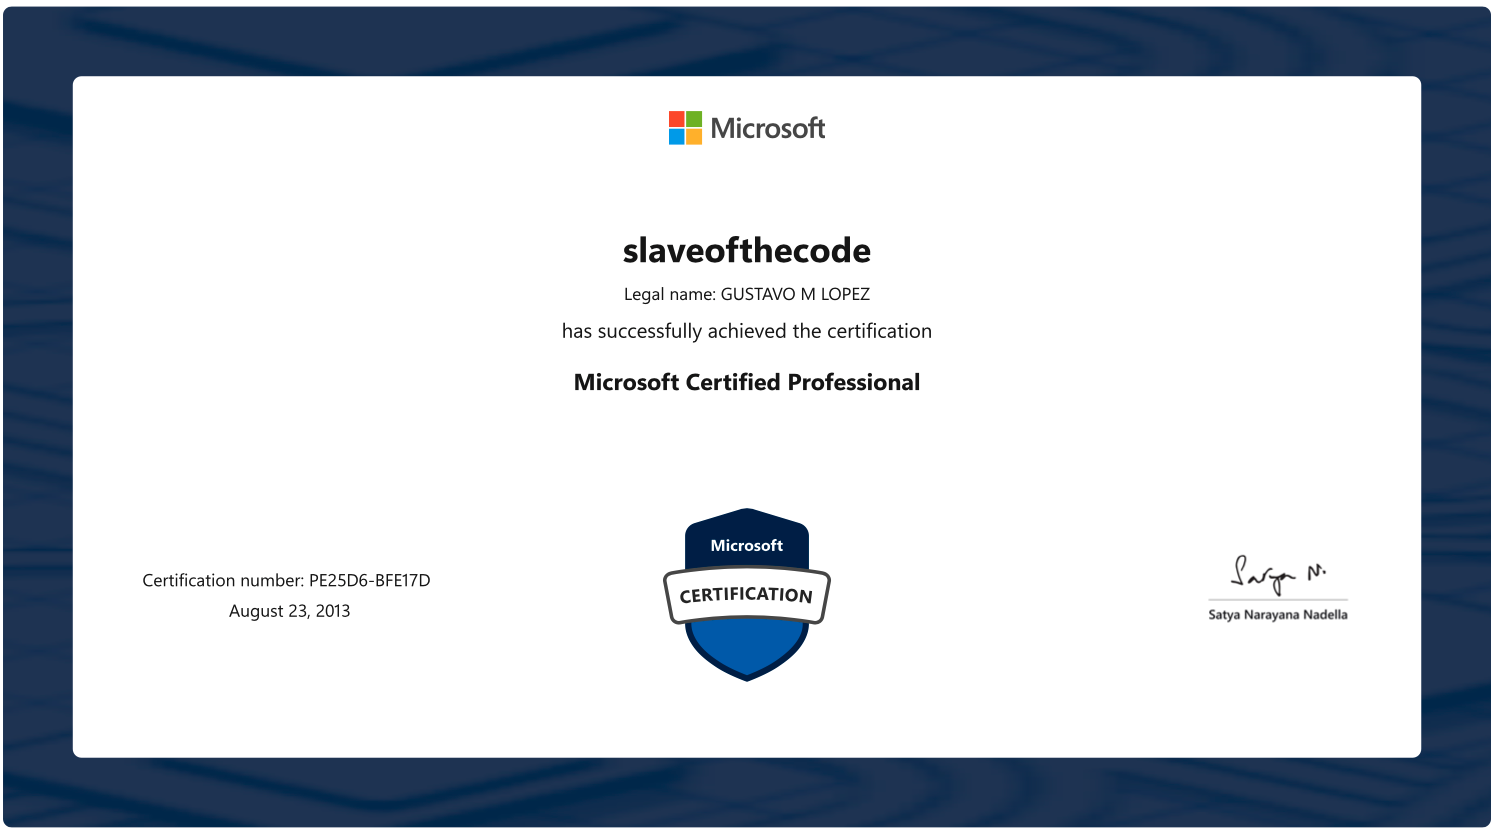 Microsoft
slaveofthecode
Legal name: GUSTAVO M LOPEZ
has successfully achieved the certification
Microsoft Certified Professional
Microsoft
CERTIFICATION
Certification number: PE25D6-BFE17D
August 23, 2013
Satya N.
Satya Narayana Nadella